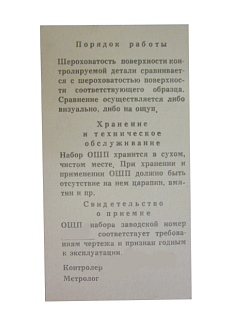 Порядок работы
Шероховатость поверхности кон-
тролируемой детали сравнивает-
ся с шероховатостью поверхнос-
ти соответствующего образца.
Сравнение осуществляется либо
визуально, либо на ощуп.
Хранение
и техническое
обслуживание
Набор ОШП хранится в сухом,
чистом месте. При хранении и
применении ОШП должно быть
отсутствие на нем царапин, вмя-
тин и пр.
Свидетельство
о приемке
ОШП набора заводской номер
соответствует требова-
ниям чертежа и признан годным
к эксплуатации
Контролер
Метролог